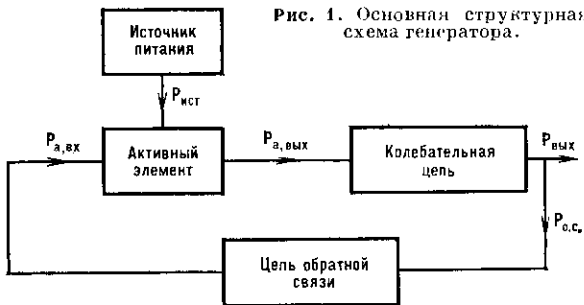 Рис. 1. Основная структурная
схема генератора.
Источник
питания
Pист
Pа,вх
Активный
элемент
Pа,вых
Колебательная
цепь
Pвых
Pо,с,
Цель обратной
связи